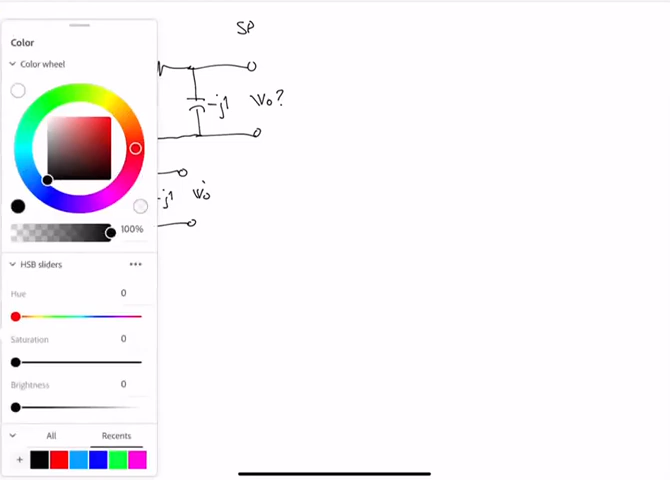 SP
Color
Color wheel
-j1 Vo?
-j1 Vo
100%
HSB sliders
Hue 0
Saturation 0
Brightness 0
All Recents